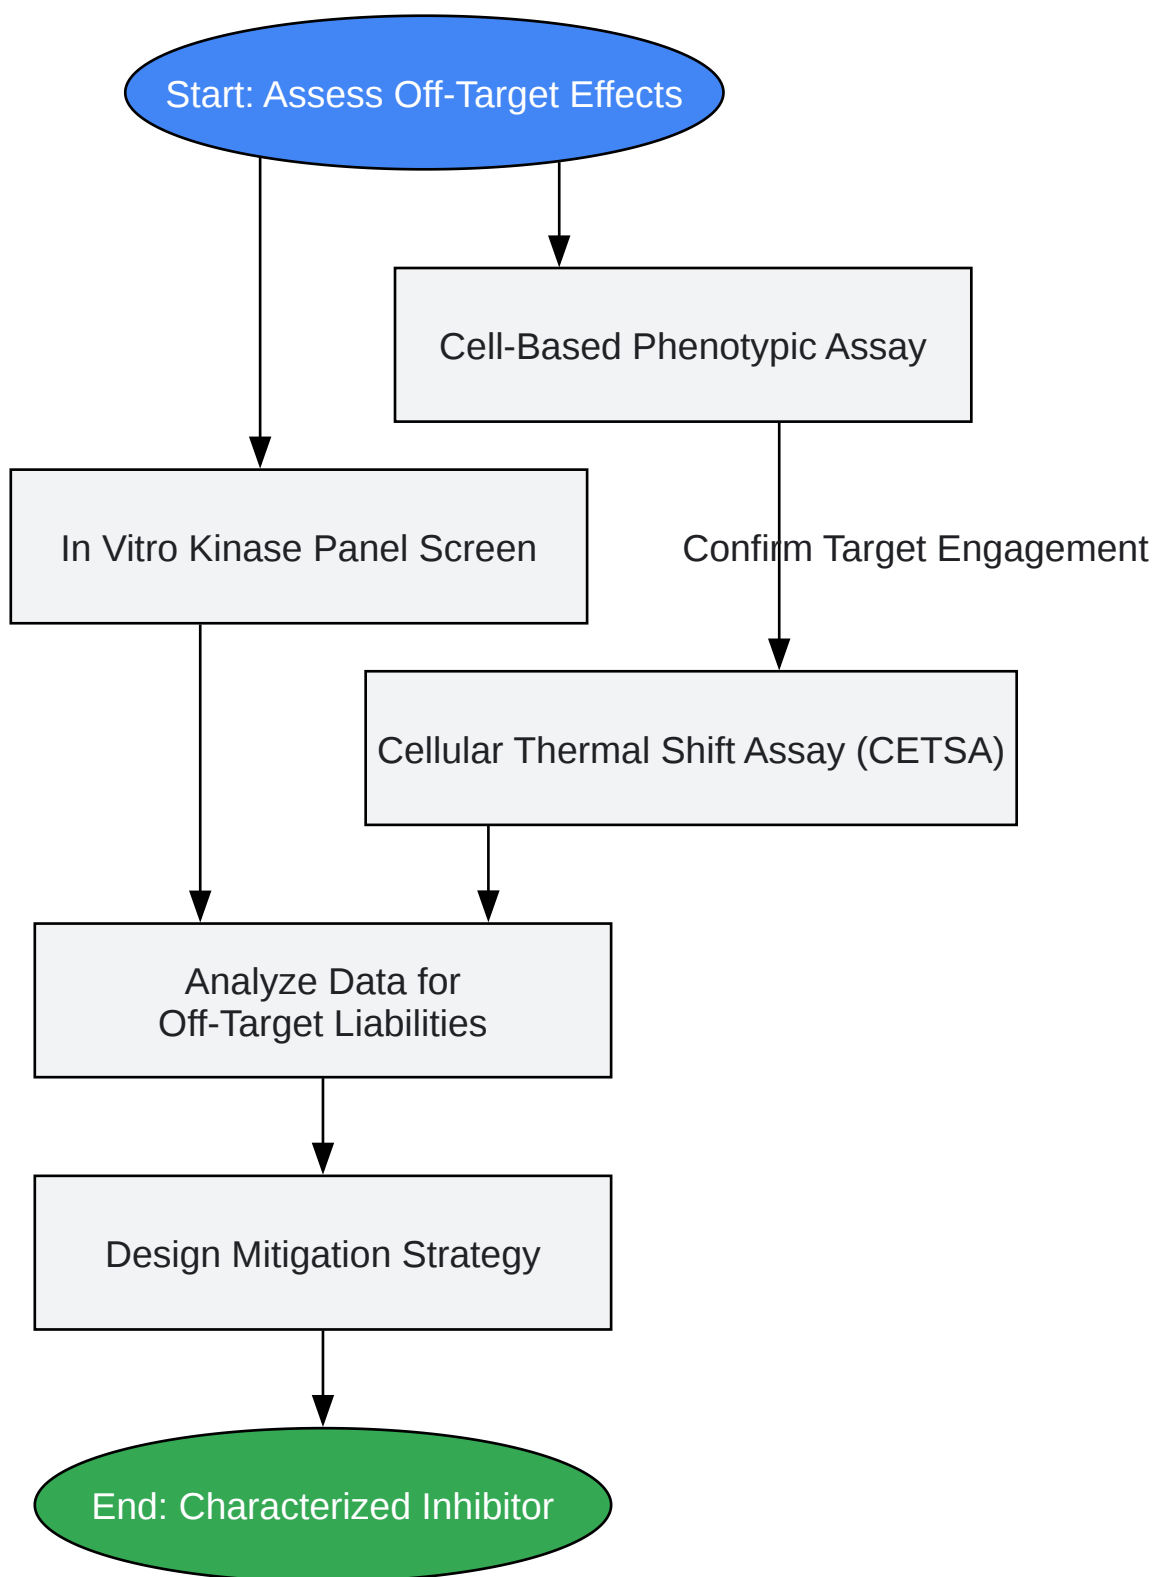 Start: Assess Off-Target Effects
Cell-Based Phenotypic Assay
In Vitro Kinase Panel Screen
Confirm Target Engagement
Cellular Thermal Shift Assay (CETSA)
Analyze Data for
Off-Target Liabilities
Design Mitigation Strategy
End: Characterized Inhibitor